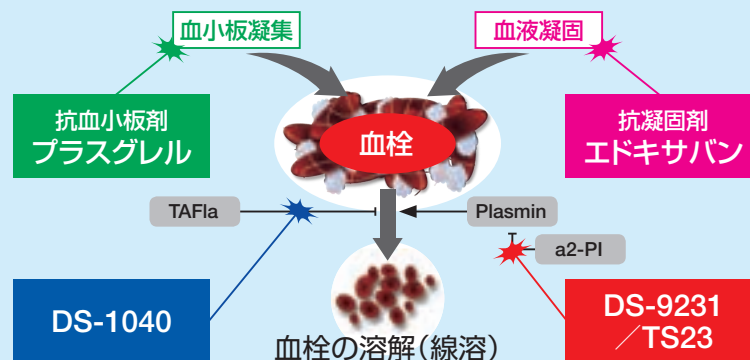 血小板凝集
血液凝固
抗血小板剤
プラスグレル
血栓
抗凝固剤
エドキサバン
TAFIa
Plasmin
a2-PI
DS-1040
DS-9231
／TS23
血栓の溶解（線溶）